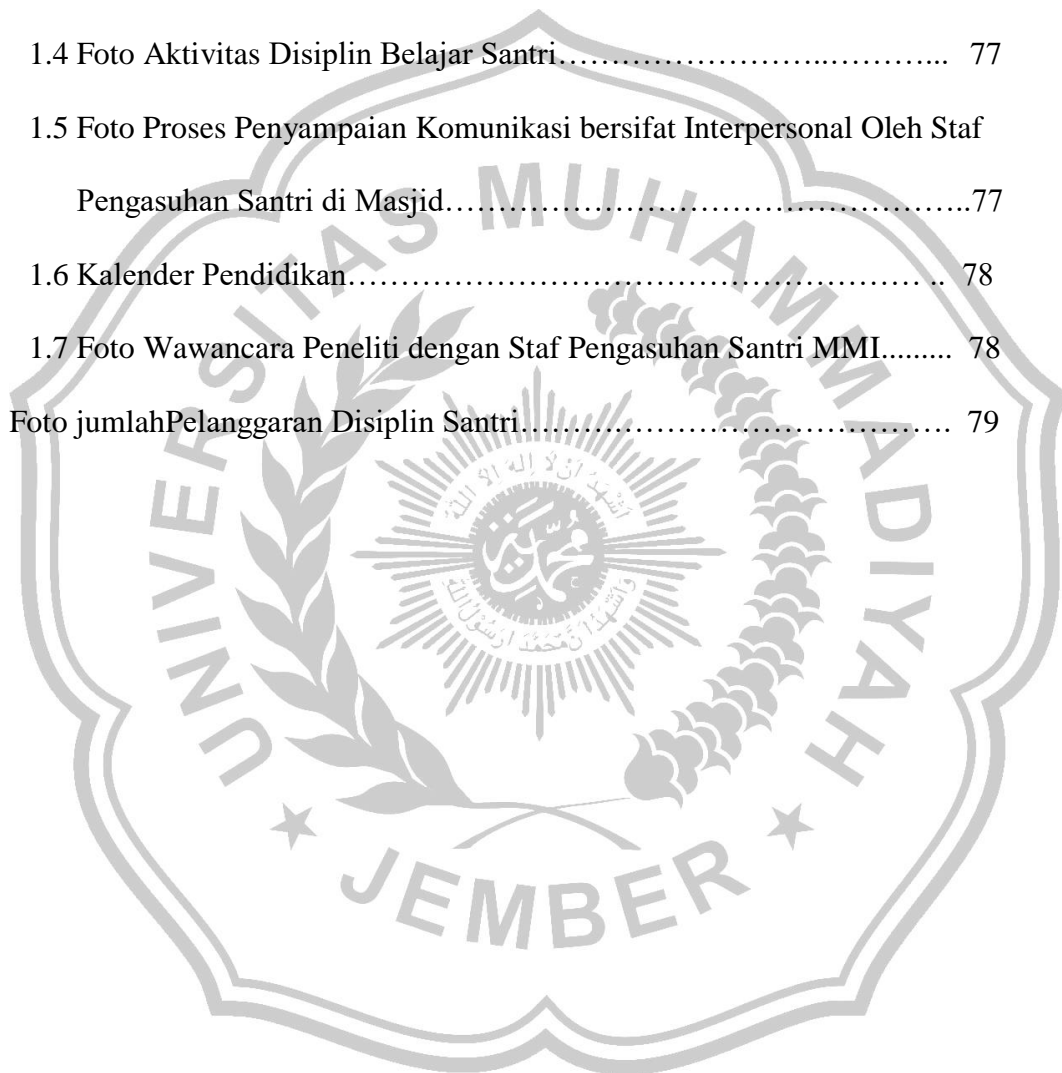 1.4 Foto Aktivitas Disiplin Belajar Santri……………………..………... 77
1.5 Foto Proses Penyampaian Komunikasi bersifat Interpersonal Oleh Staf
Pengasuhan Santri di Masjid…………………………………………..77
1.6 Kalender Pendidikan……………………………………………… .. 78
1.7 Foto Wawancara Peneliti dengan Staf Pengasuhan Santri MMI......... 78
Foto jumlahPelanggaran Disiplin Santri…………………………………. 79
UNIVERSITAS MUHAMMADIYAH
JEMBER